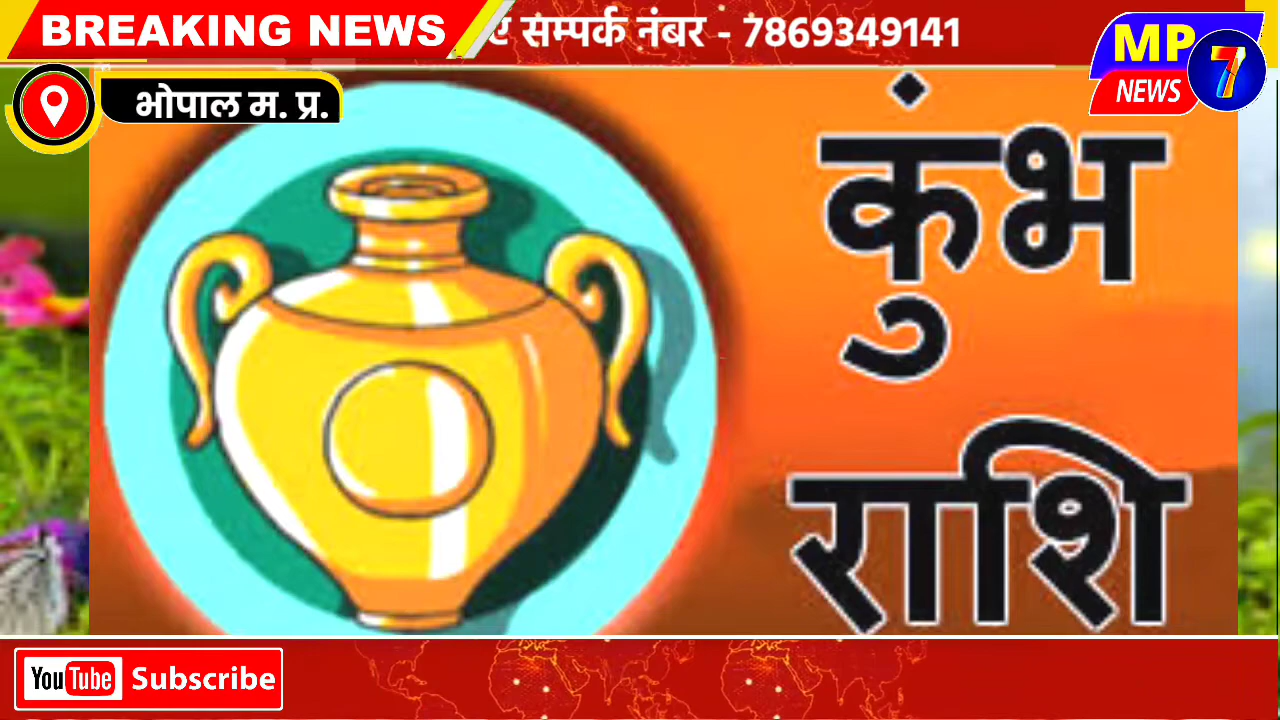 BREAKING NEWS
सम्पर्क नंबर - 7869349141
MP
NEWS
7
भोपाल म. प्र.
कुंभ
राशि
YouTube Subscribe